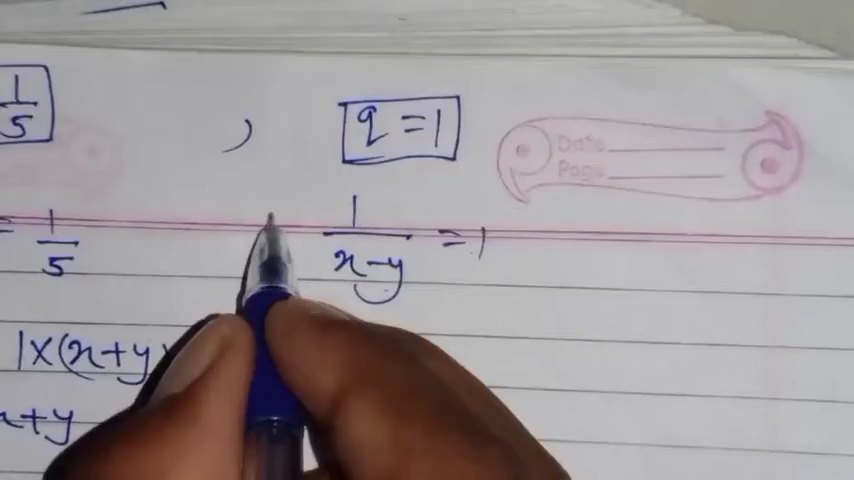 1/5 , q = 1
Date
Page
= 1/5 1/(x-y) = 1
1×(x+y)
x+y